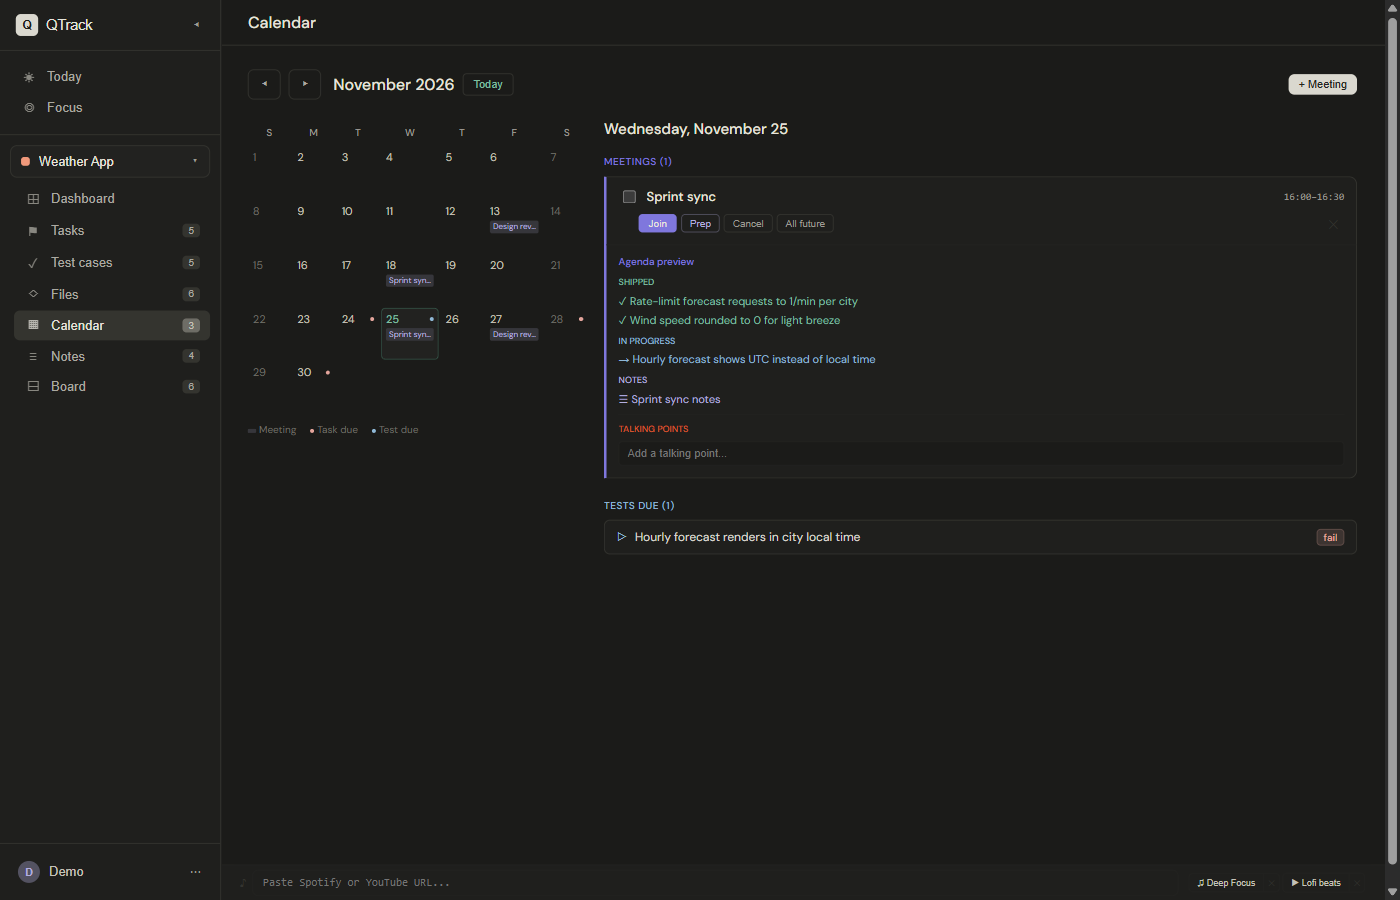 Q QTrack
Today
Focus
Weather App
Dashboard
Tasks 5
Test cases 5
Files 6
Calendar 3
Notes 4
Board 6
D Demo
Calendar
November 2026 Today + Meeting
S M T W T F S
1 2 3 4 5 6 7
8 9 10 11 12 13 14
Design rev...
15 16 17 18 19 20 21
Sprint syn...
22 23 24 25 26 27 28
Sprint syn... Design rev...
29 30
Meeting Task due Test due
Wednesday, November 25
MEETINGS (1)
Sprint sync 16:00–16:30
Join Prep Cancel All future
Agenda preview
SHIPPED
✓ Rate-limit forecast requests to 1/min per city
✓ Wind speed rounded to 0 for light breeze
IN PROGRESS
→ Hourly forecast shows UTC instead of local time
NOTES
☰ Sprint sync notes
TALKING POINTS
Add a talking point...
TESTS DUE (1)
▷ Hourly forecast renders in city local time fail
Paste Spotify or YouTube URL... ♫ Deep Focus ▶ Lofi beats